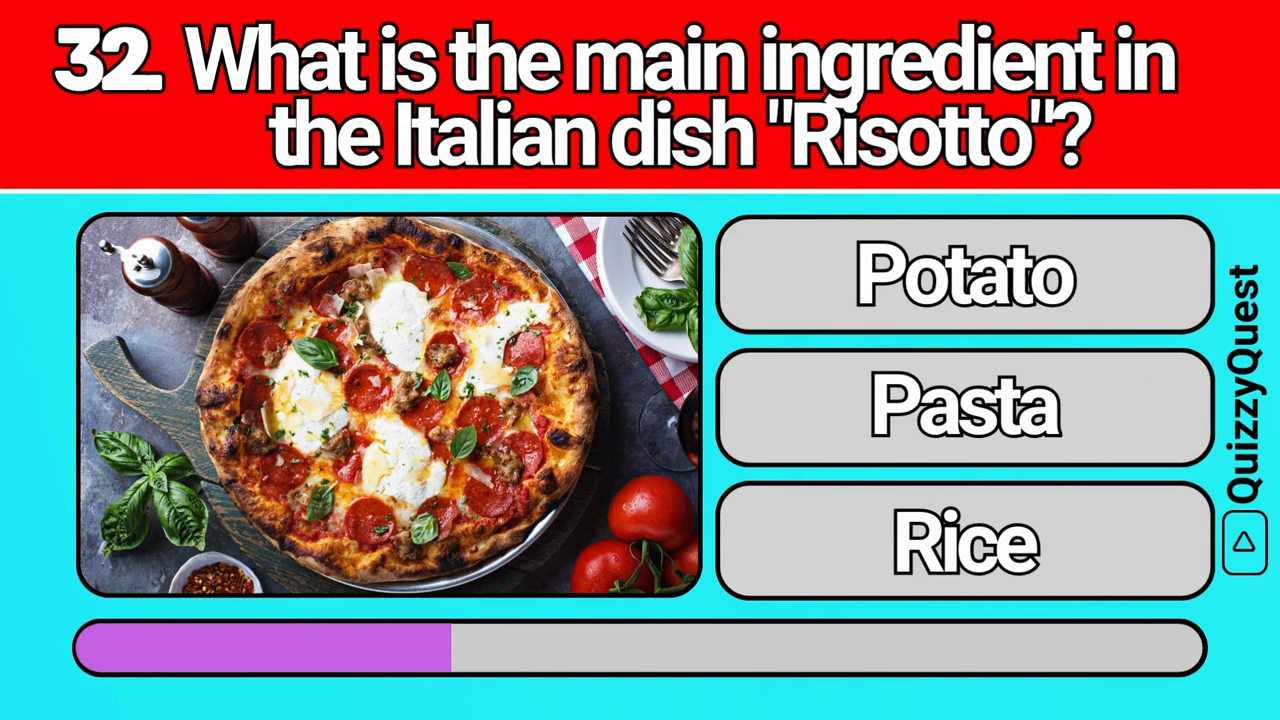 32. What is the main ingredient in
the Italian dish "Risotto"?
Potato
Pasta
Rice
QuizzyQuest